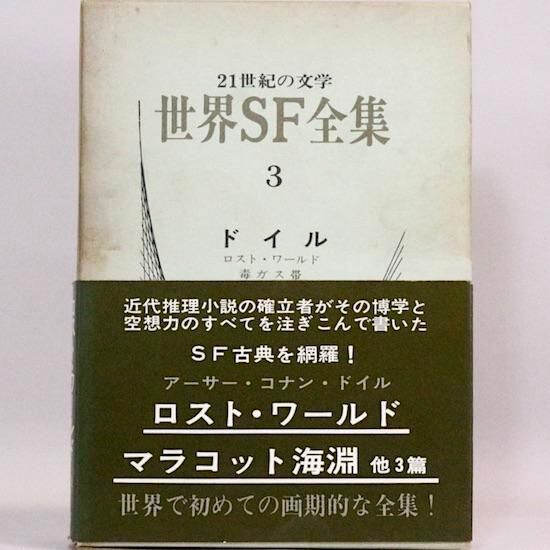 21世紀の文学
世界SF全集
3
ドイル
ロスト・ワールド
毒ガス帯
近代推理小説の確立者がその博学と
空想力のすべてを注ぎこんで書いた
SF古典を網羅！
アーサー・コナン・ドイル
ロスト・ワールド
マラコット海淵 他3篇
世界で初めての画期的な全集！